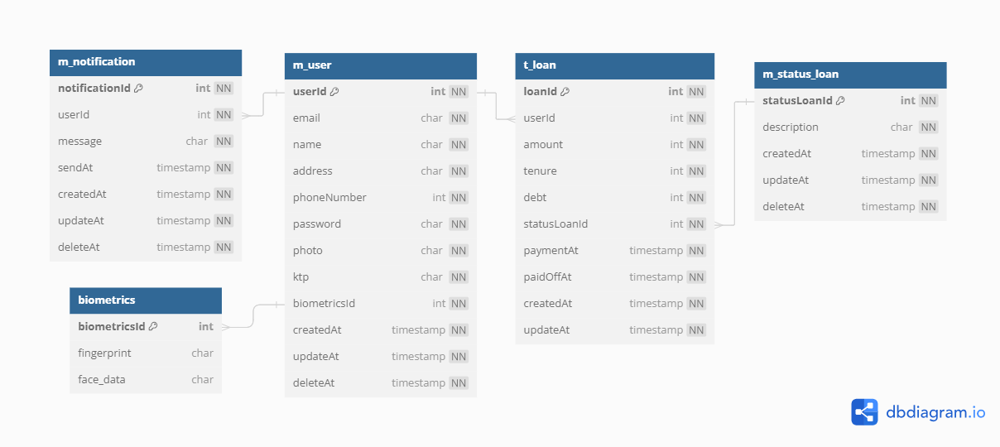 m_notification
notificationId int NN
userId int NN
message char NN
sendAt timestamp NN
createdAt timestamp NN
updateAt timestamp NN
deleteAt timestamp NN
biometrics
biometricsId int
fingerprint char
face_data char
m_user
userId int NN
email char NN
name char NN
address char NN
phoneNumber int NN
password char NN
photo char NN
ktp char NN
biometricsId int NN
createdAt timestamp NN
updateAt timestamp NN
deleteAt timestamp NN
t_loan
loanId int NN
userId int NN
amount int NN
tenure int NN
debt int NN
statusLoanId int NN
paymentAt timestamp NN
paidOffAt timestamp NN
createdAt timestamp NN
updateAt timestamp NN
m_status_loan
statusLoanId int NN
description char NN
createdAt timestamp NN
updateAt timestamp NN
deleteAt timestamp NN
dbdiagram.io